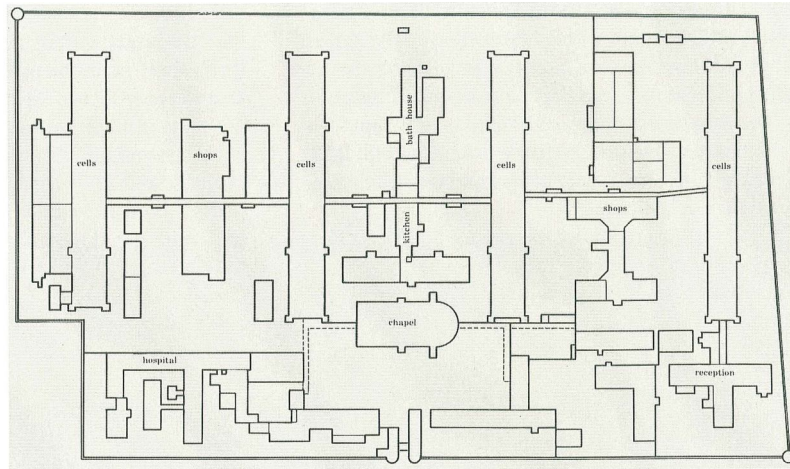 bath house
shops
cells
cells
cells
cells
shops
kitchen
chapel
hospital
reception